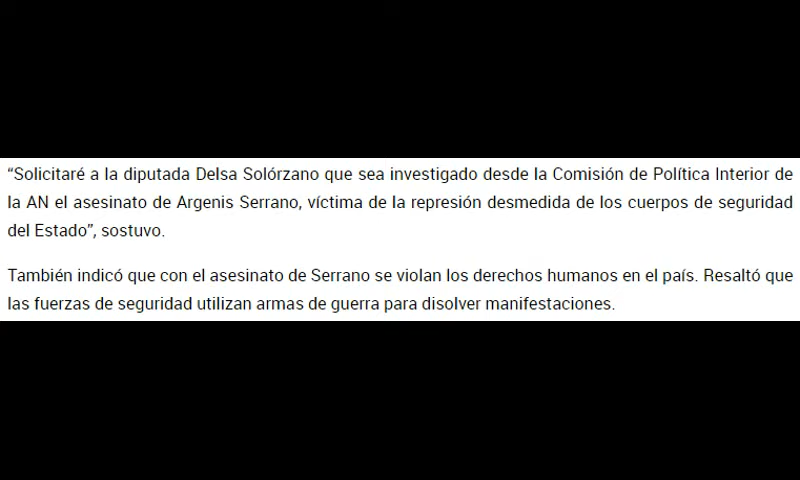 “Solicitaré a la diputada Delsa Solórzano que sea investigado desde la Comisión de Política Interior de
la AN el asesinato de Argenis Serrano, víctima de la represión desmedida de los cuerpos de seguridad
del Estado”, sostuvo.
También indicó que con el asesinato de Serrano se violan los derechos humanos en el país. Resaltó que
las fuerzas de seguridad utilizan armas de guerra para disolver manifestaciones.